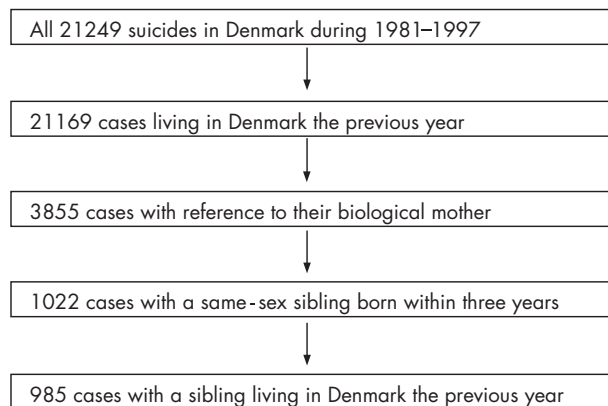 All 21249 suicides in Denmark during 1981–1997
21169 cases living in Denmark the previous year
3855 cases with reference to their biological mother
1022 cases with a same-sex sibling born within three years
985 cases with a sibling living in Denmark the previous year